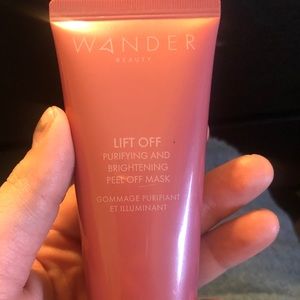 WANDER
BEAUTY
LIFT OFF
PURIFYING AND
BRIGHTENING
PEEL OFF MASK
GOMMAGE PURIFIANT
ET ILLUMINANT